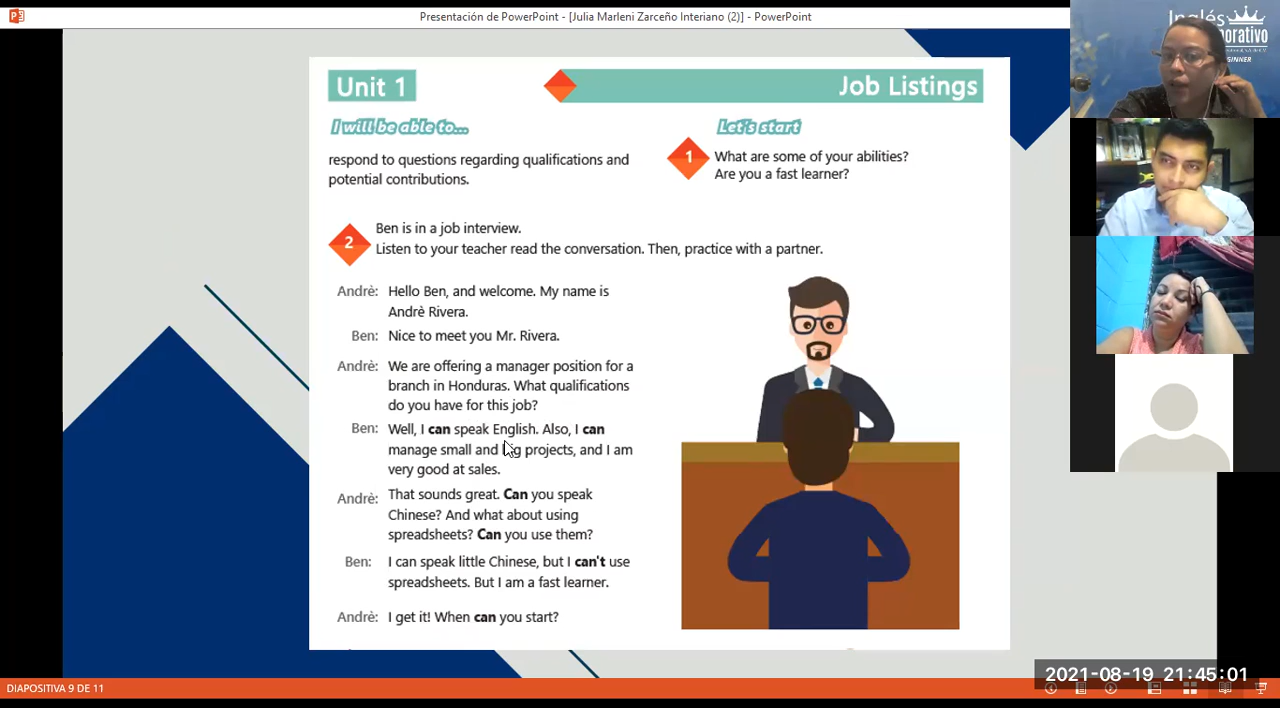 Presentación de PowerPoint - [Julia Marleni Zarceño Interiano (2)] - PowerPoint
Inglés
BEGINNER
Unit 1
Job Listings
I will be able to...
respond to questions regarding qualifications and
potential contributions.
Let's start
1
What are some of your abilities?
Are you a fast learner?
2
Ben is in a job interview.
Listen to your teacher read the conversation. Then, practice with a partner.
Andrè: Hello Ben, and welcome. My name is
Andrè Rivera.
Ben: Nice to meet you Mr. Rivera.
Andrè: We are offering a manager position for a
branch in Honduras. What qualifications
do you have for this job?
Ben: Well, I can speak English. Also, I can
manage small and big projects, and I am
very good at sales.
Andrè: That sounds great. Can you speak
Chinese? And what about using
spreadsheets? Can you use them?
Ben: I can speak little Chinese, but I can't use
spreadsheets. But I am a fast learner.
Andrè: I get it! When can you start?
DIAPOSITIVA 9 DE 11
2021-08-19 21:45:01